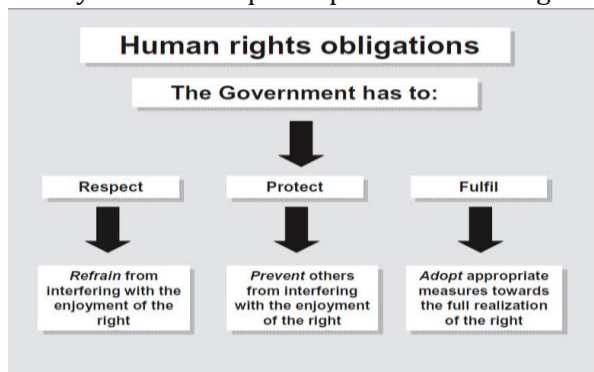 Human rights obligations
The Government has to:
Respect
Protect
Fulfil
Refrain from
interfering with the
enjoyment of the
right
Prevent others
from interfering
with the enjoyment
of the right
Adopt appropriate
measures towards
the full realization
of the right